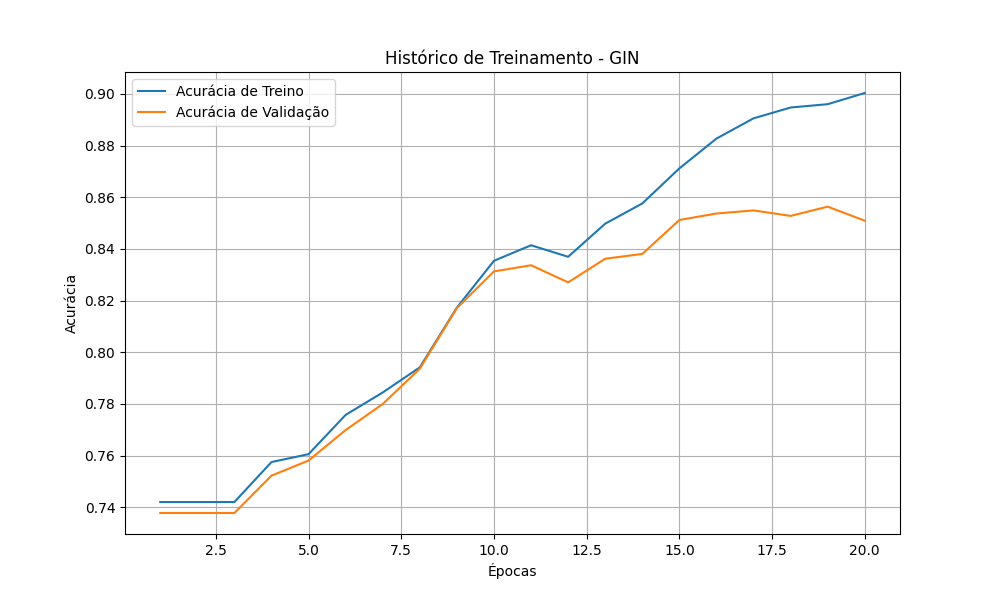 Histórico de Treinamento - GIN
Acurácia de Treino
Acurácia de Validação
Acurácia
0.90
0.88
0.86
0.84
0.82
0.80
0.78
0.76
0.74
2.5 5.0 7.5 10.0 12.5 15.0 17.5 20.0
Épocas